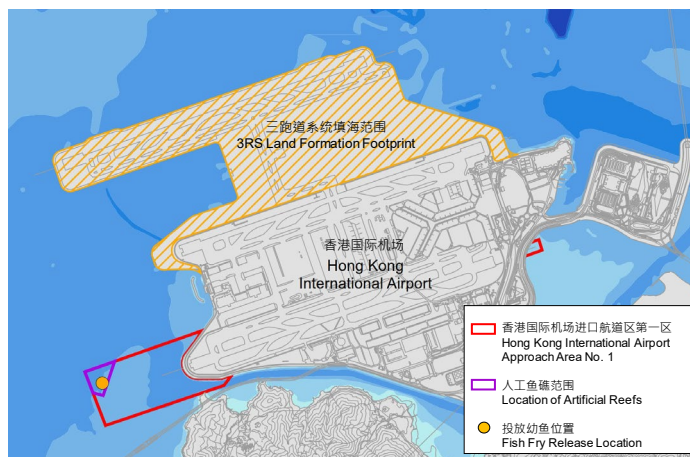 三跑道系统填海范围
3RS Land Formation Footprint
香港国际机场
Hong Kong
International Airport
香港国际机场进口航道区第一区
Hong Kong International Airport
Approach Area No. 1
人工鱼礁范围
Location of Artificial Reefs
投放幼鱼位置
Fish Fry Release Location